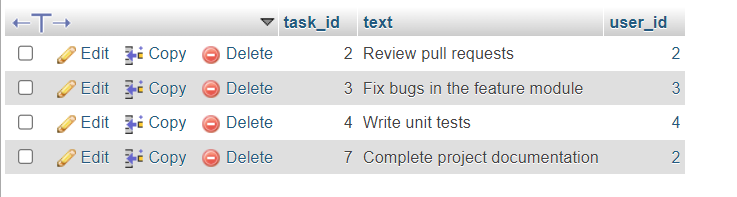 task_id text user_id
Edit Copy Delete 2 Review pull requests 2
Edit Copy Delete 3 Fix bugs in the feature module 3
Edit Copy Delete 4 Write unit tests 4
Edit Copy Delete 7 Complete project documentation 2